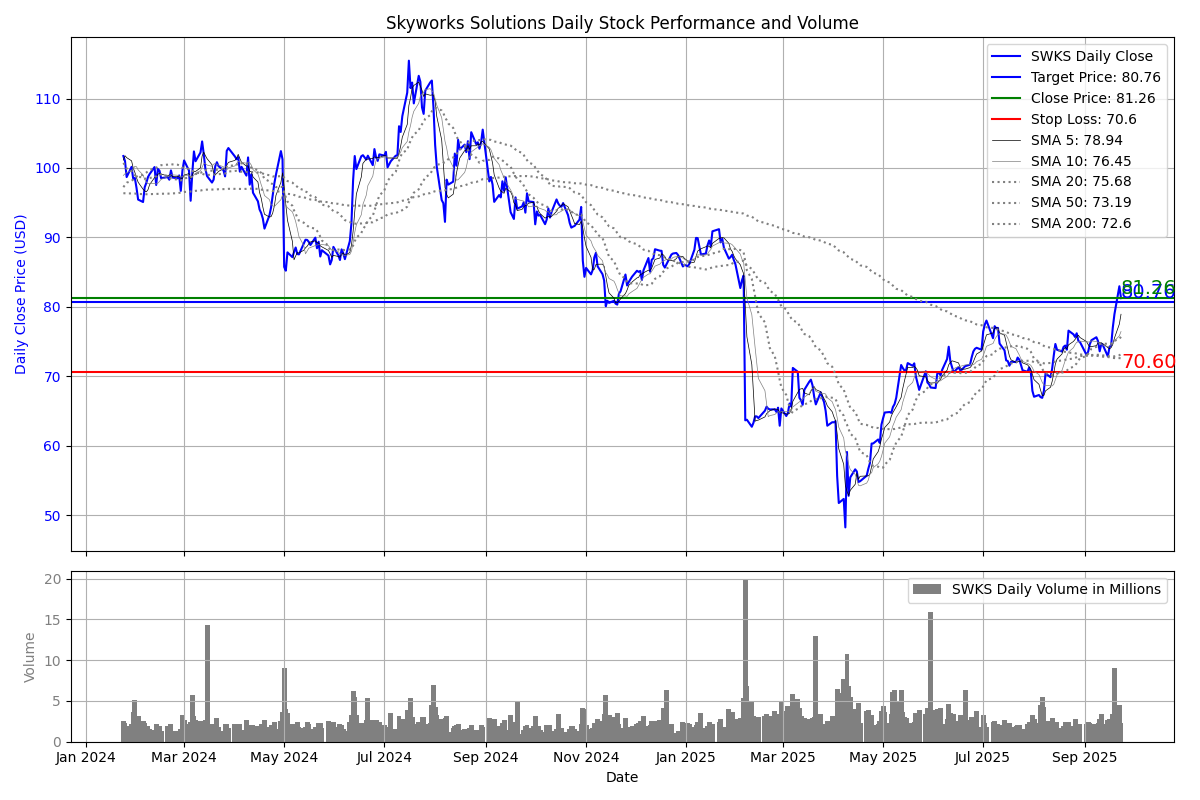 Skyworks Solutions Daily Stock Performance and Volume
SWKS Daily Close
Target Price: 80.76
Close Price: 81.26
Stop Loss: 70.6
SMA 5: 78.94
SMA 10: 76.45
SMA 20: 75.68
SMA 50: 73.19
SMA 200: 72.6
Daily Close Price (USD)
110
100
90
80
70
60
50
81.26
80.76
70.60
SWKS Daily Volume in Millions
Volume
20
15
10
5
0
Jan 2024 Mar 2024 May 2024 Jul 2024 Sep 2024 Nov 2024 Jan 2025 Mar 2025 May 2025 Jul 2025 Sep 2025
Date